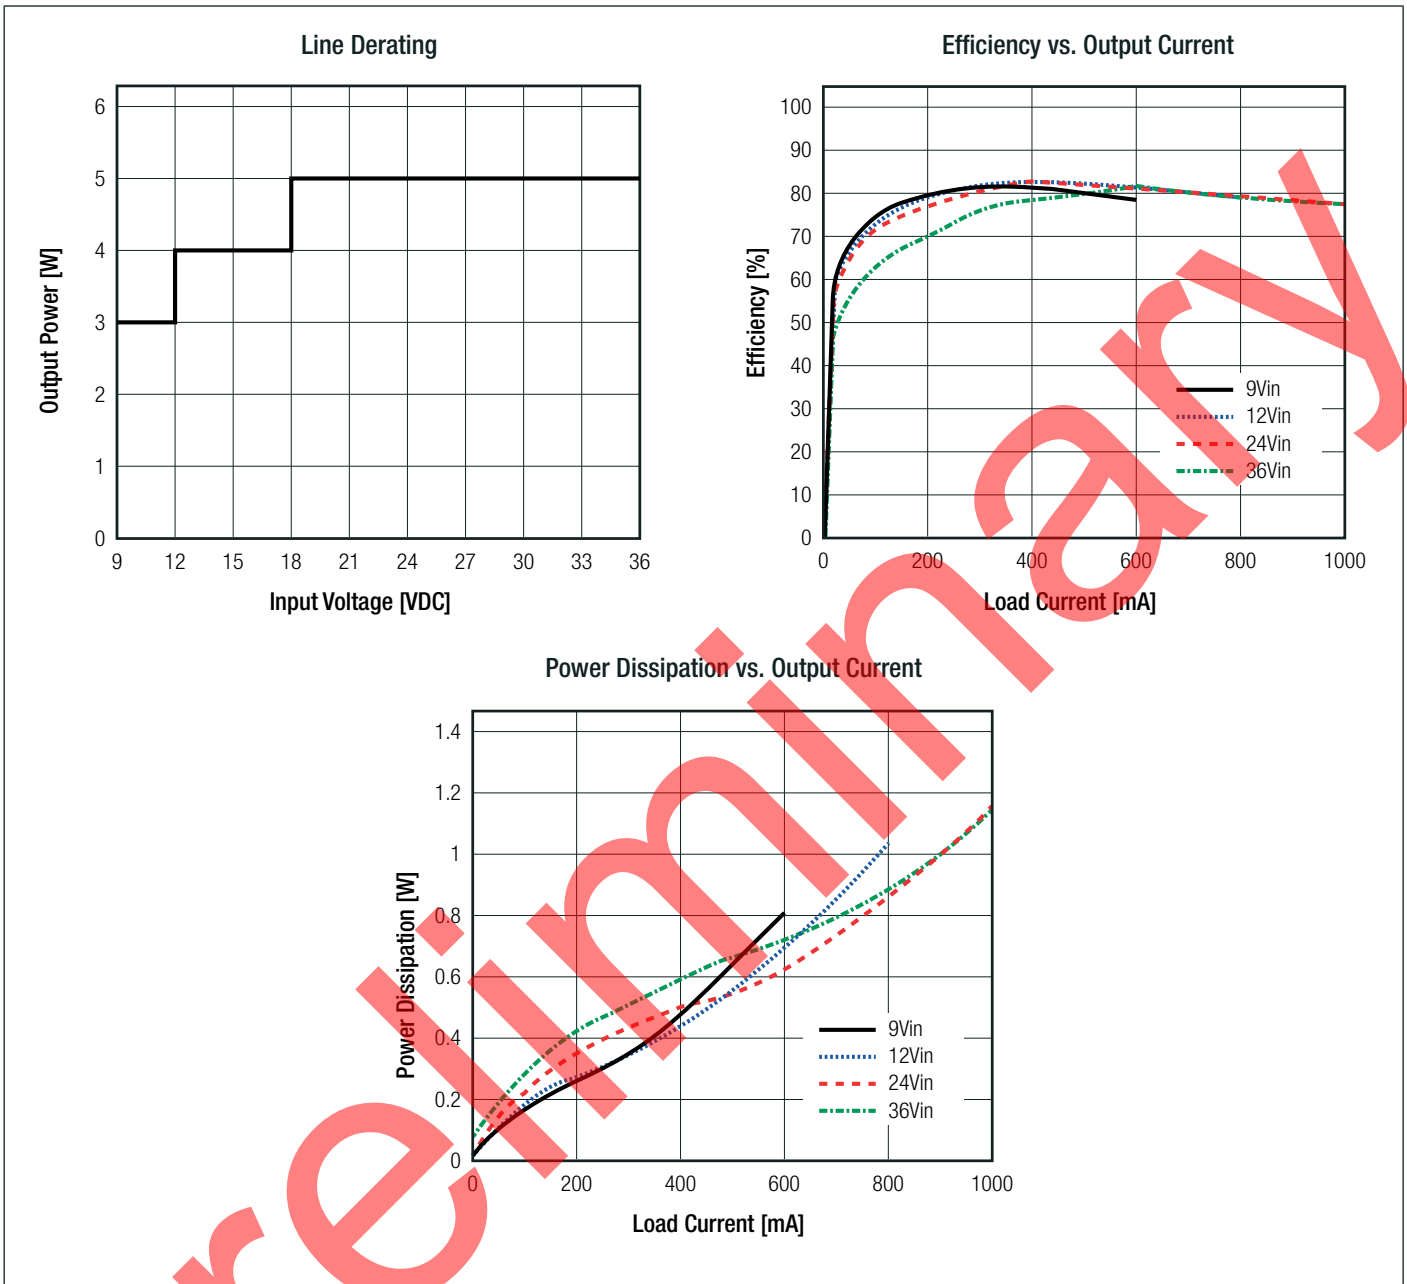 Line Derating
6
5
4
3
2
1
0
Output Power [W]
9 12 15 18 21 24 27 30 33 36
Input Voltage [VDC]
Efficiency vs. Output Current
100
90
80
70
60
50
40
30
20
10
0
Efficiency [%]
9Vin
12Vin
24Vin
36Vin
0 200 400 600 800 1000
Load Current [mA]
Power Dissipation vs. Output Current
1.4
1.2
1
0.8
0.6
0.4
0.2
0
Power Dissipation [W]
9Vin
12Vin
24Vin
36Vin
0 200 400 600 800 1000
Load Current [mA]
reliminary